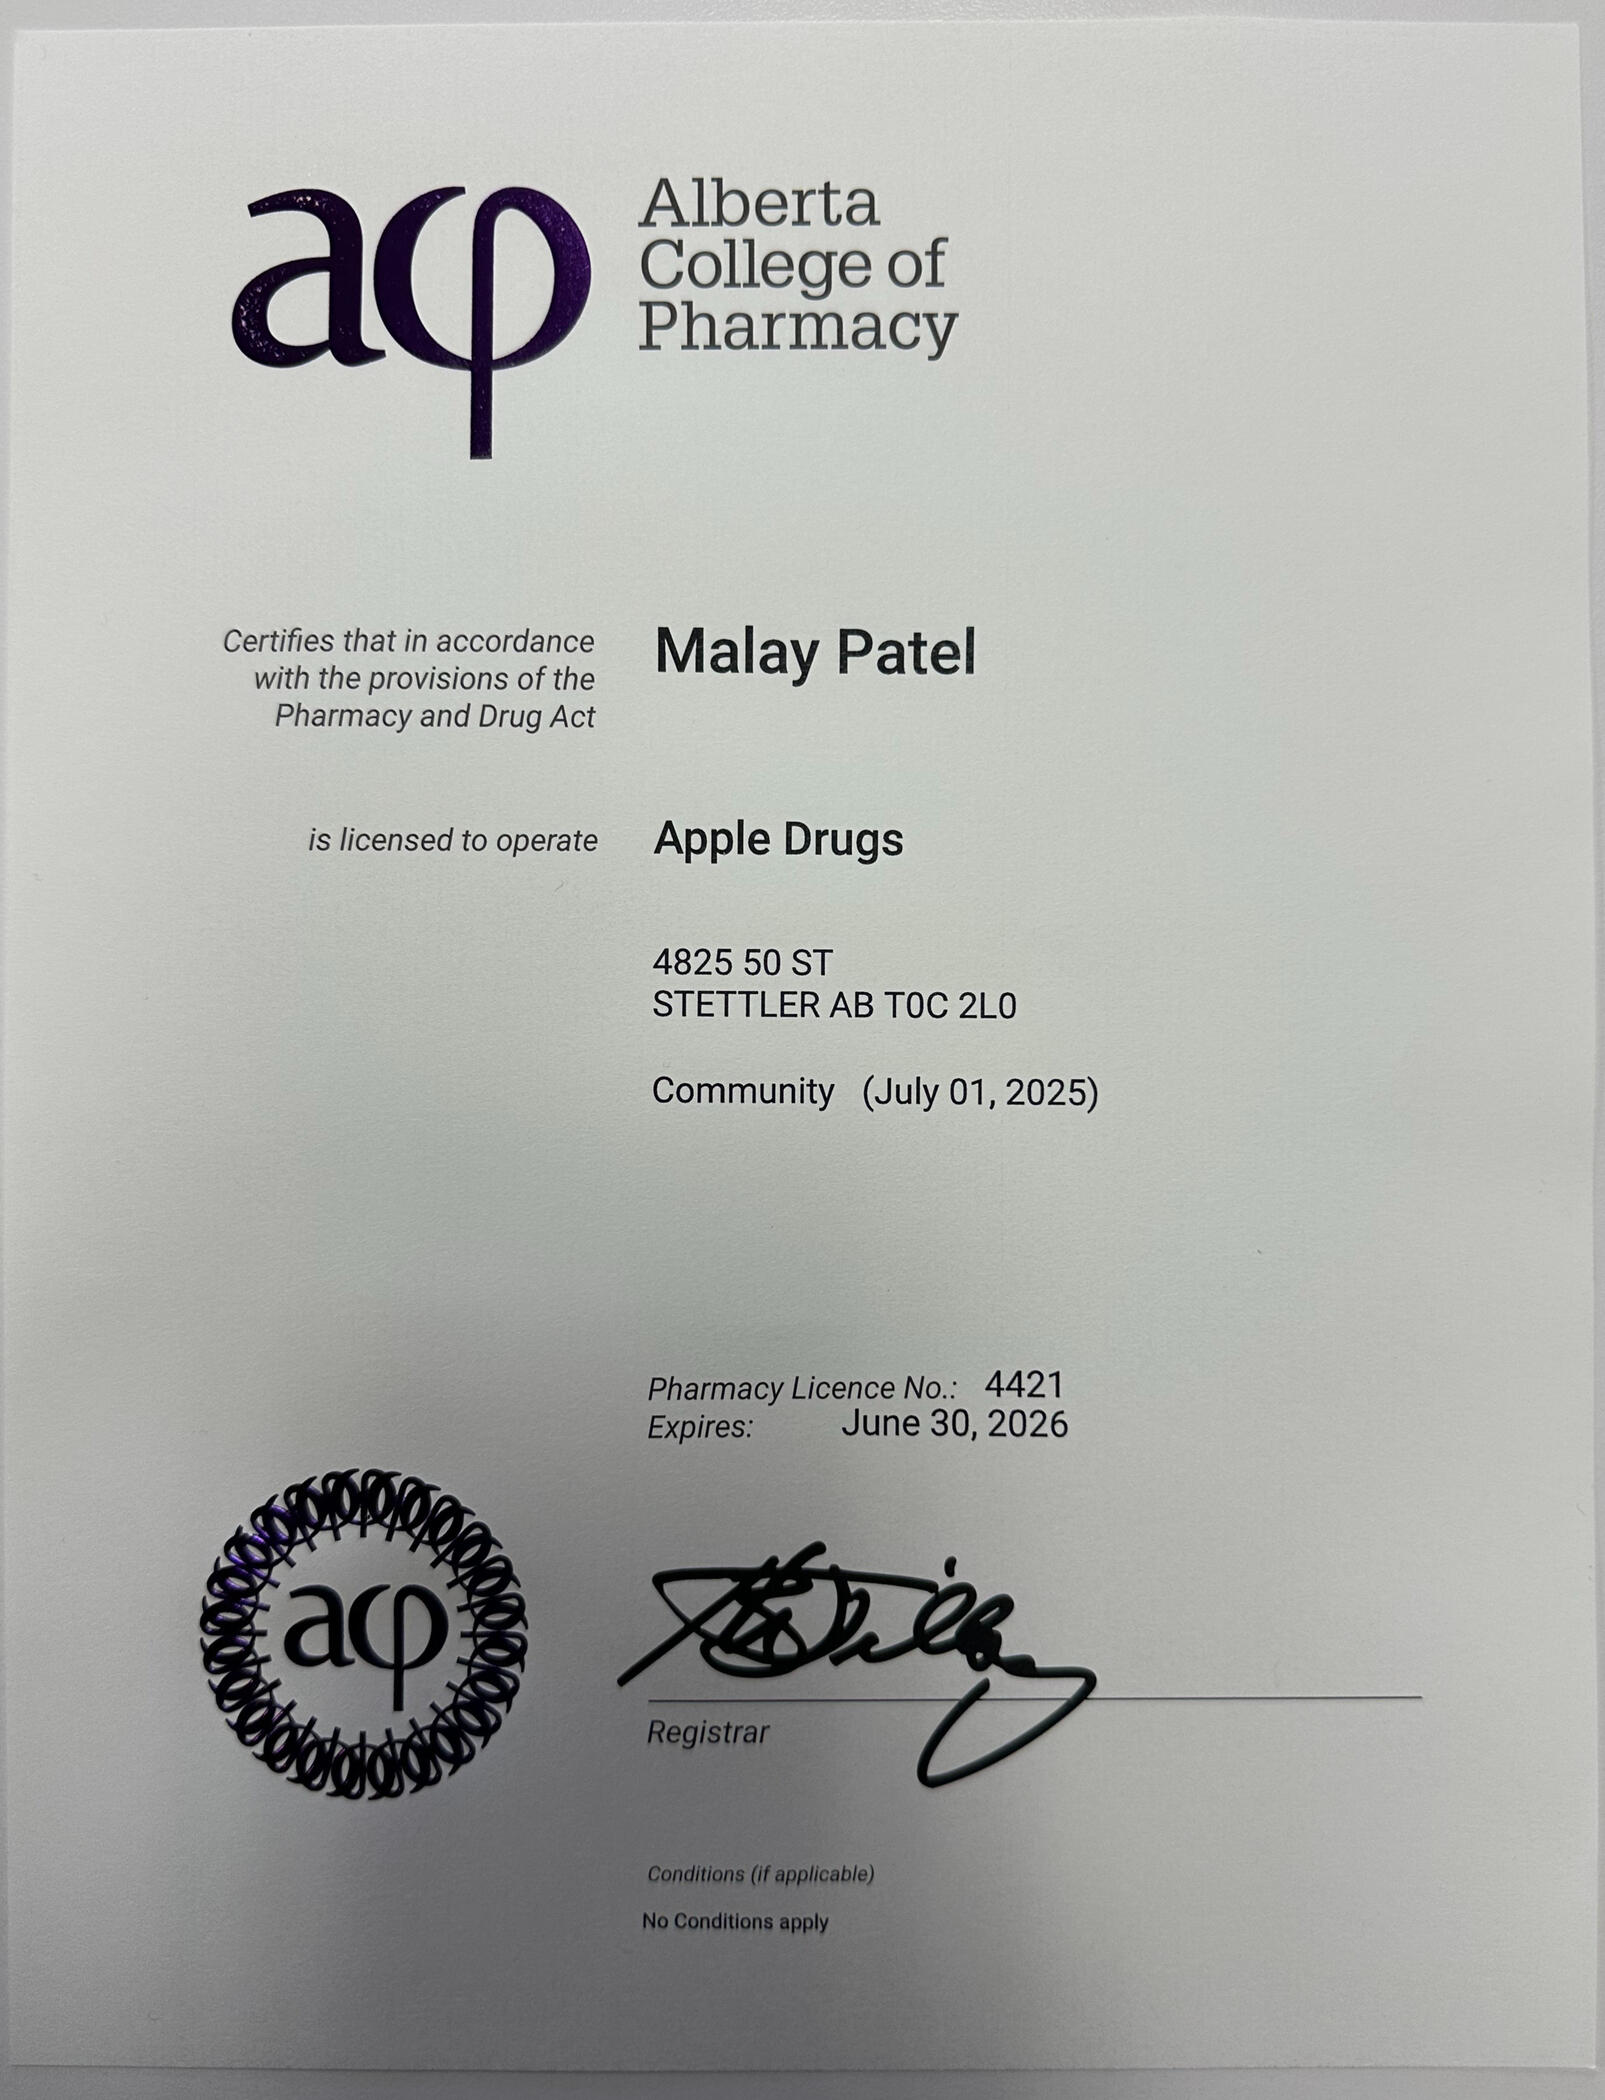 acp
Alberta
College of
Pharmacy
Certifies that in accordance
with the provisions of the
Pharmacy and Drug Act
Malay Patel
is licensed to operate
Apple Drugs
4825 50 ST
STETTLER AB T0C 2L0
Community (July 01, 2025)
Pharmacy Licence No.: 4421
Expires: June 30, 2026
acp
Registrar
Conditions (if applicable)
No Conditions apply